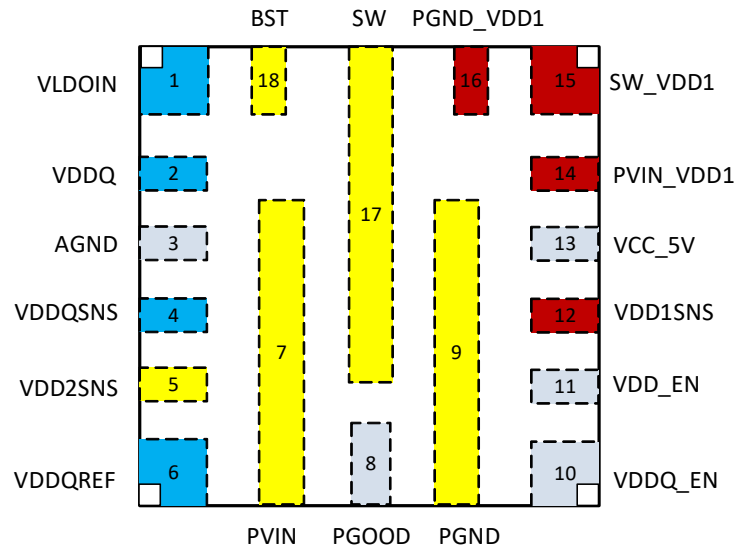 BST SW PGND_VDD1
VLDOIN 1 18 16 15 SW_VDD1
VDDQ 2 14 PVIN_VDD1
17
AGND 3 13 VCC_5V
VDDQSNS 4 12 VDD1SNS
7 9
VDD2SNS 5 11 VDD_EN
8
VDDQREF 6 10 VDDQ_EN
PVIN PGOOD PGND